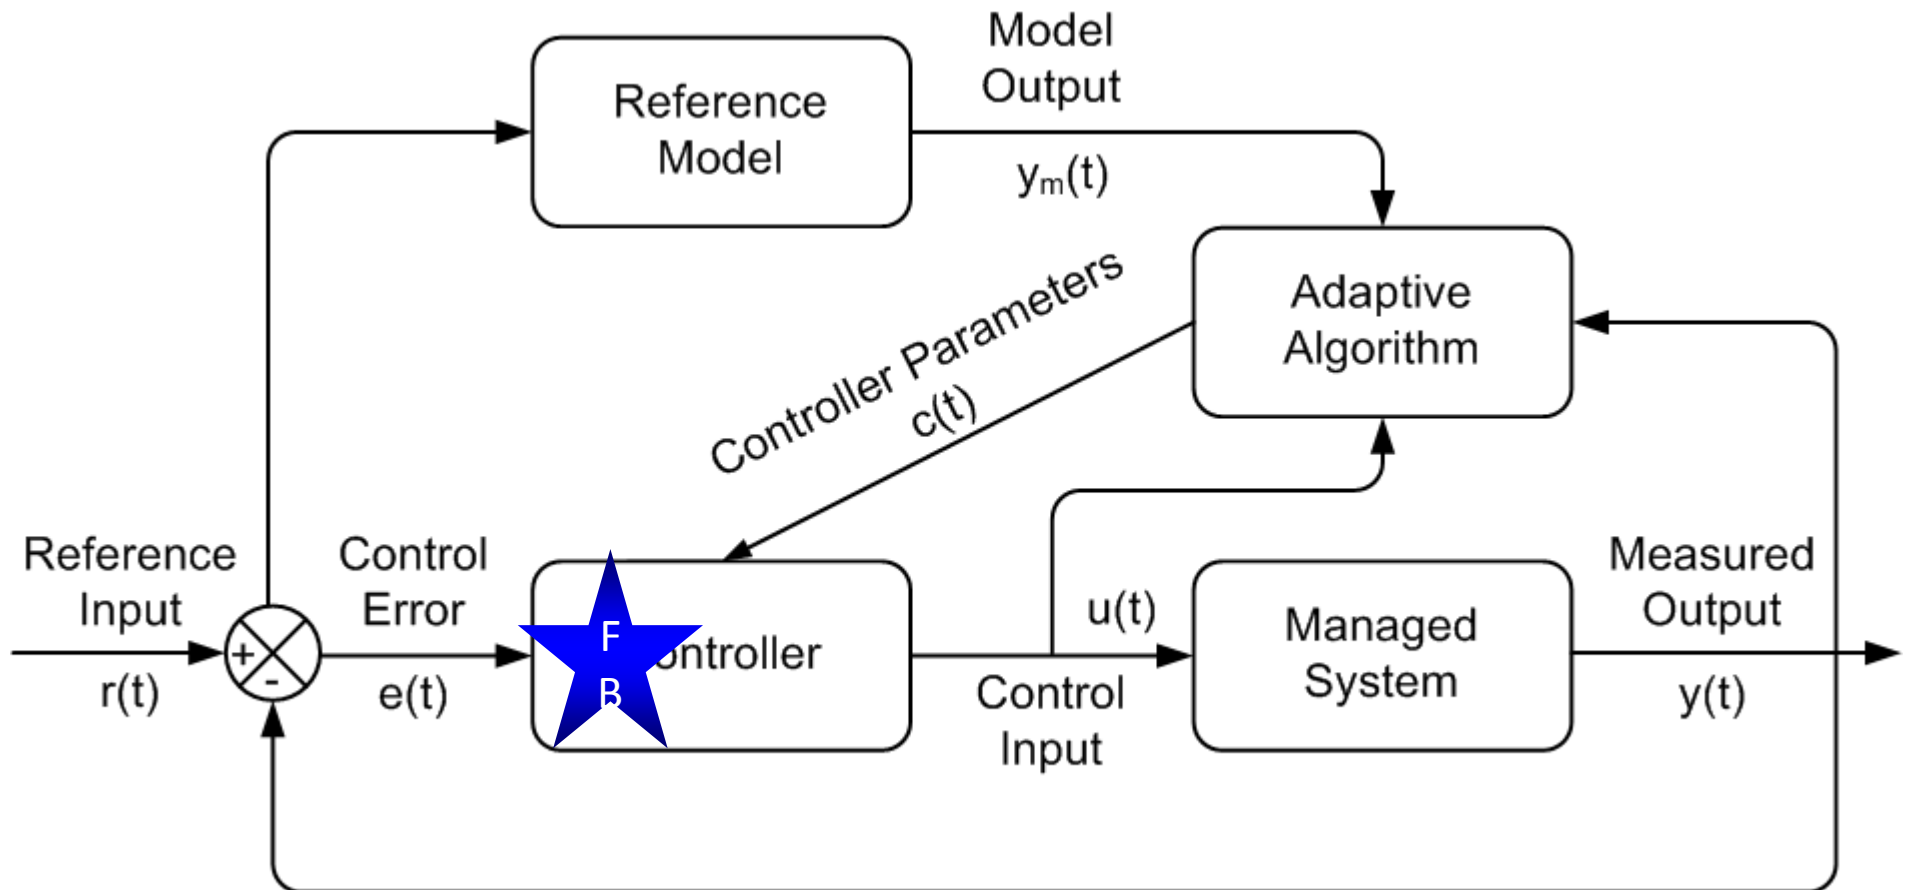 Model
Output
Reference
Model
yₘ(t)
Adaptive
Algorithm
Controller Parameters
c(t)
Reference
Input
r(t)
+
-
Control
Error
e(t)
F
B
ontroller
u(t)
Control
Input
Managed
System
Measured
Output
y(t)